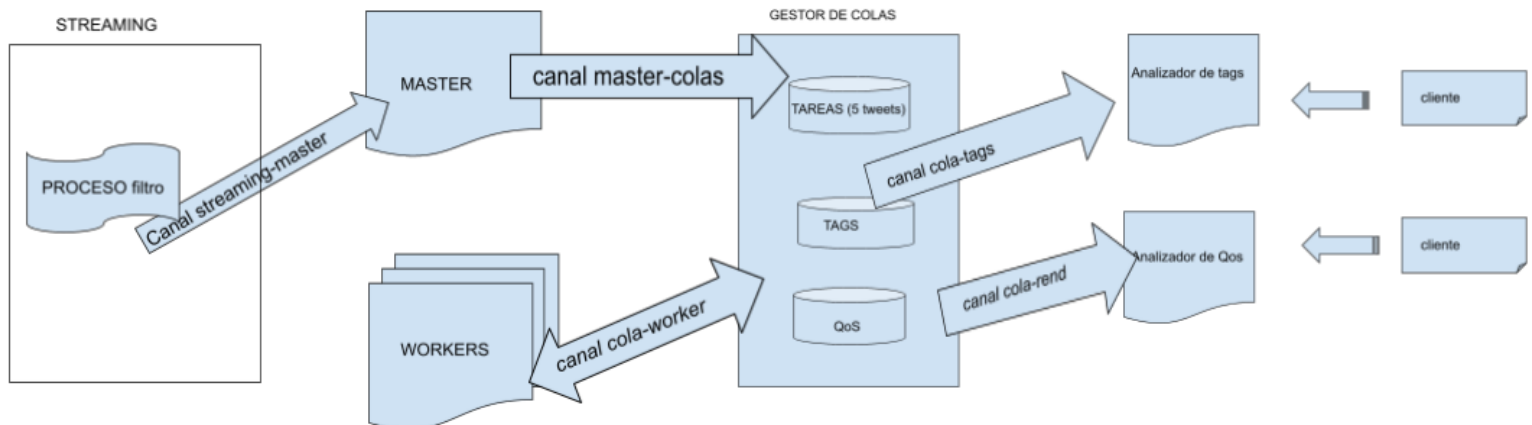 STREAMING
PROCESO filtro
Canal streaming-master
MASTER
canal master-colas
WORKERS
canal cola-worker
GESTOR DE COLAS
TAREAS (5 tweets)
TAGS
QoS
canal cola-tags
canal cola-rend
Analizador de tags
cliente
Analizador de Qos
cliente